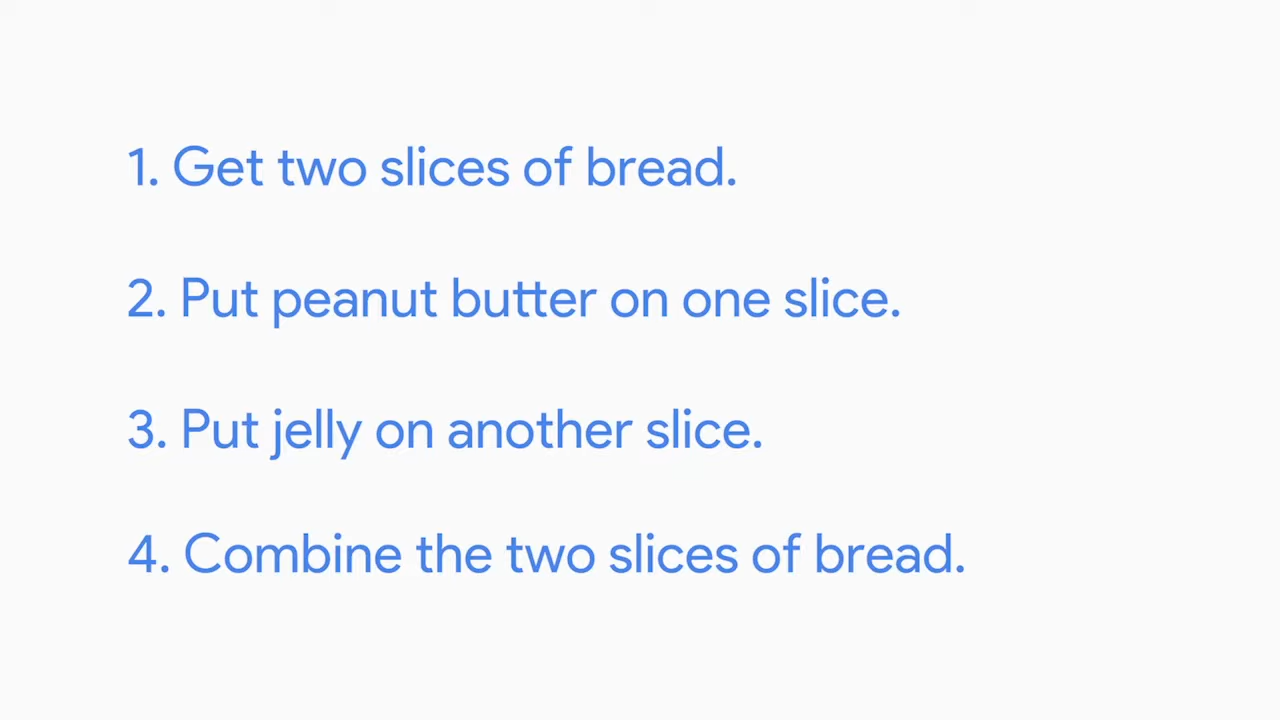 1. Get two slices of bread.
2. Put peanut butter on one slice.
3. Put jelly on another slice.
4. Combine the two slices of bread.